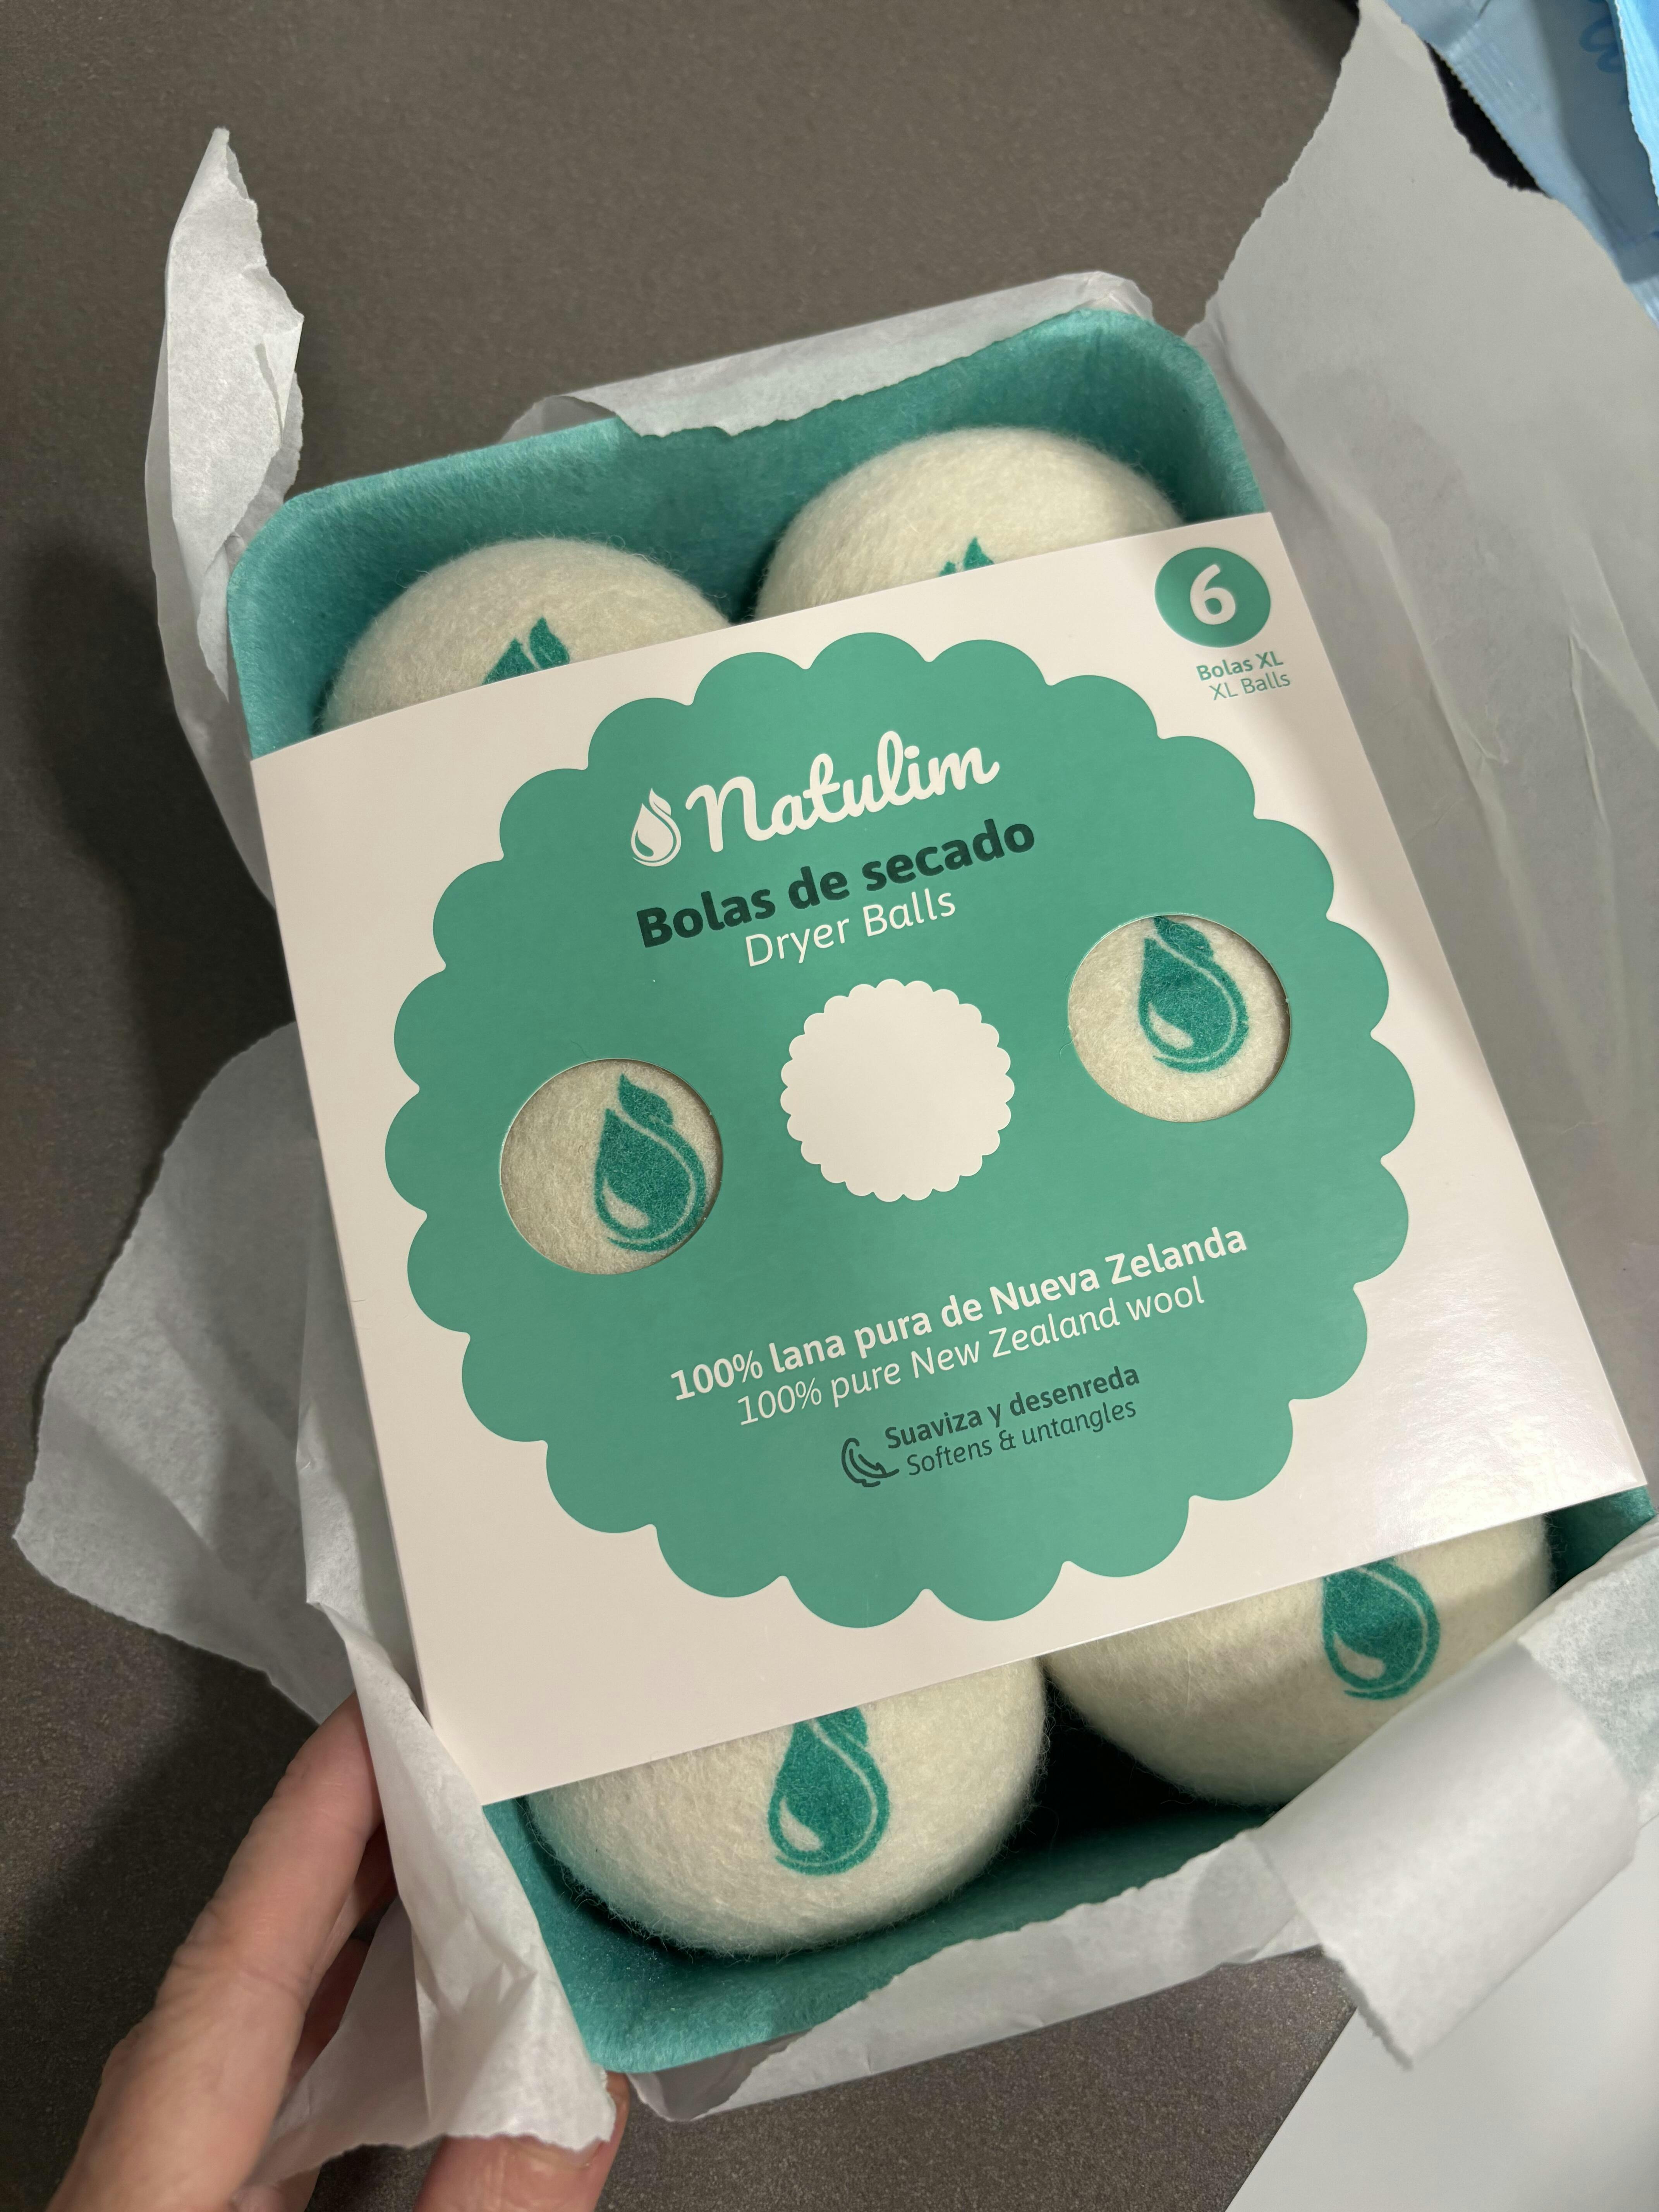 6
Bolas XL
XL Balls
Natulim
Bolas de secado
Dryer Balls
100% lana pura de Nueva Zelanda
100% pure New Zealand wool
Suaviza y desenreda
Softens & untangles